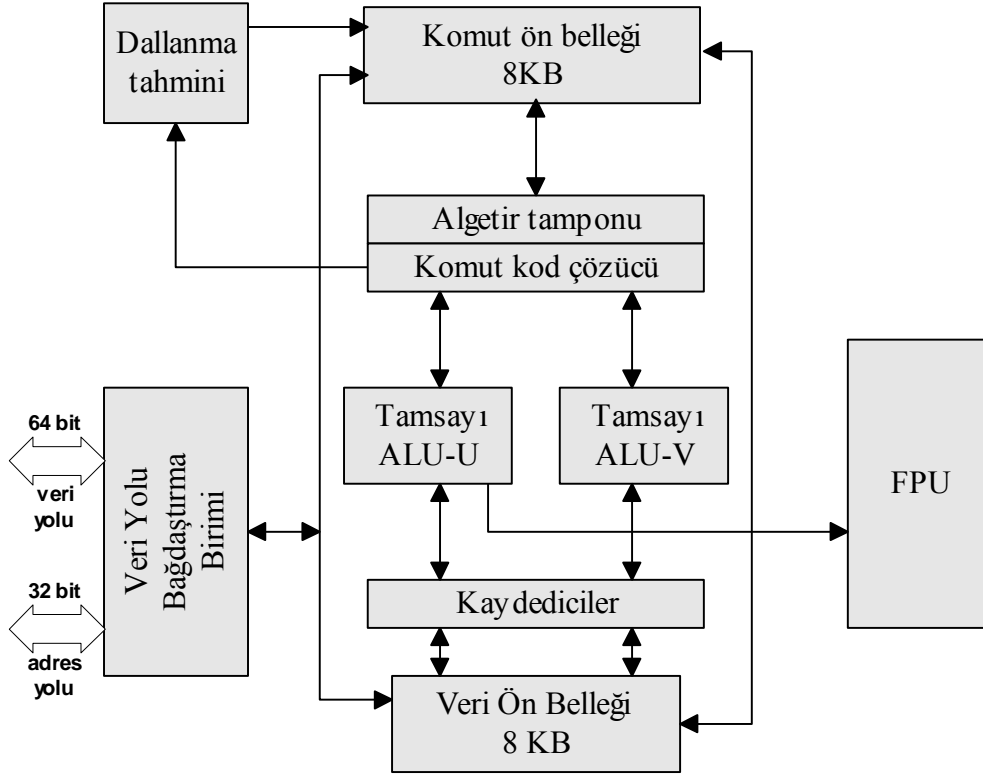 Dallanma
tahmini
Komut ön belleği
8KB
Algetir tamponu
Komut kod çözücü
64 bit
veri
yolu
32 bit
adres
yolu
Veri Yolu
Bağdaştırma
Birimi
Tamsayı
ALU-U
Tamsayı
ALU-V
FPU
Kaydediciler
Veri Ön Belleği
8 KB